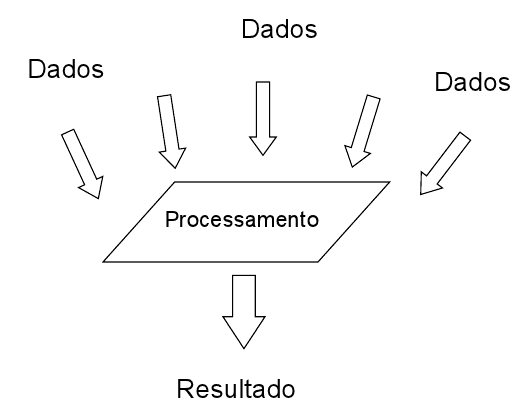 Dados
Dados
Dados
Processamento
Resultado